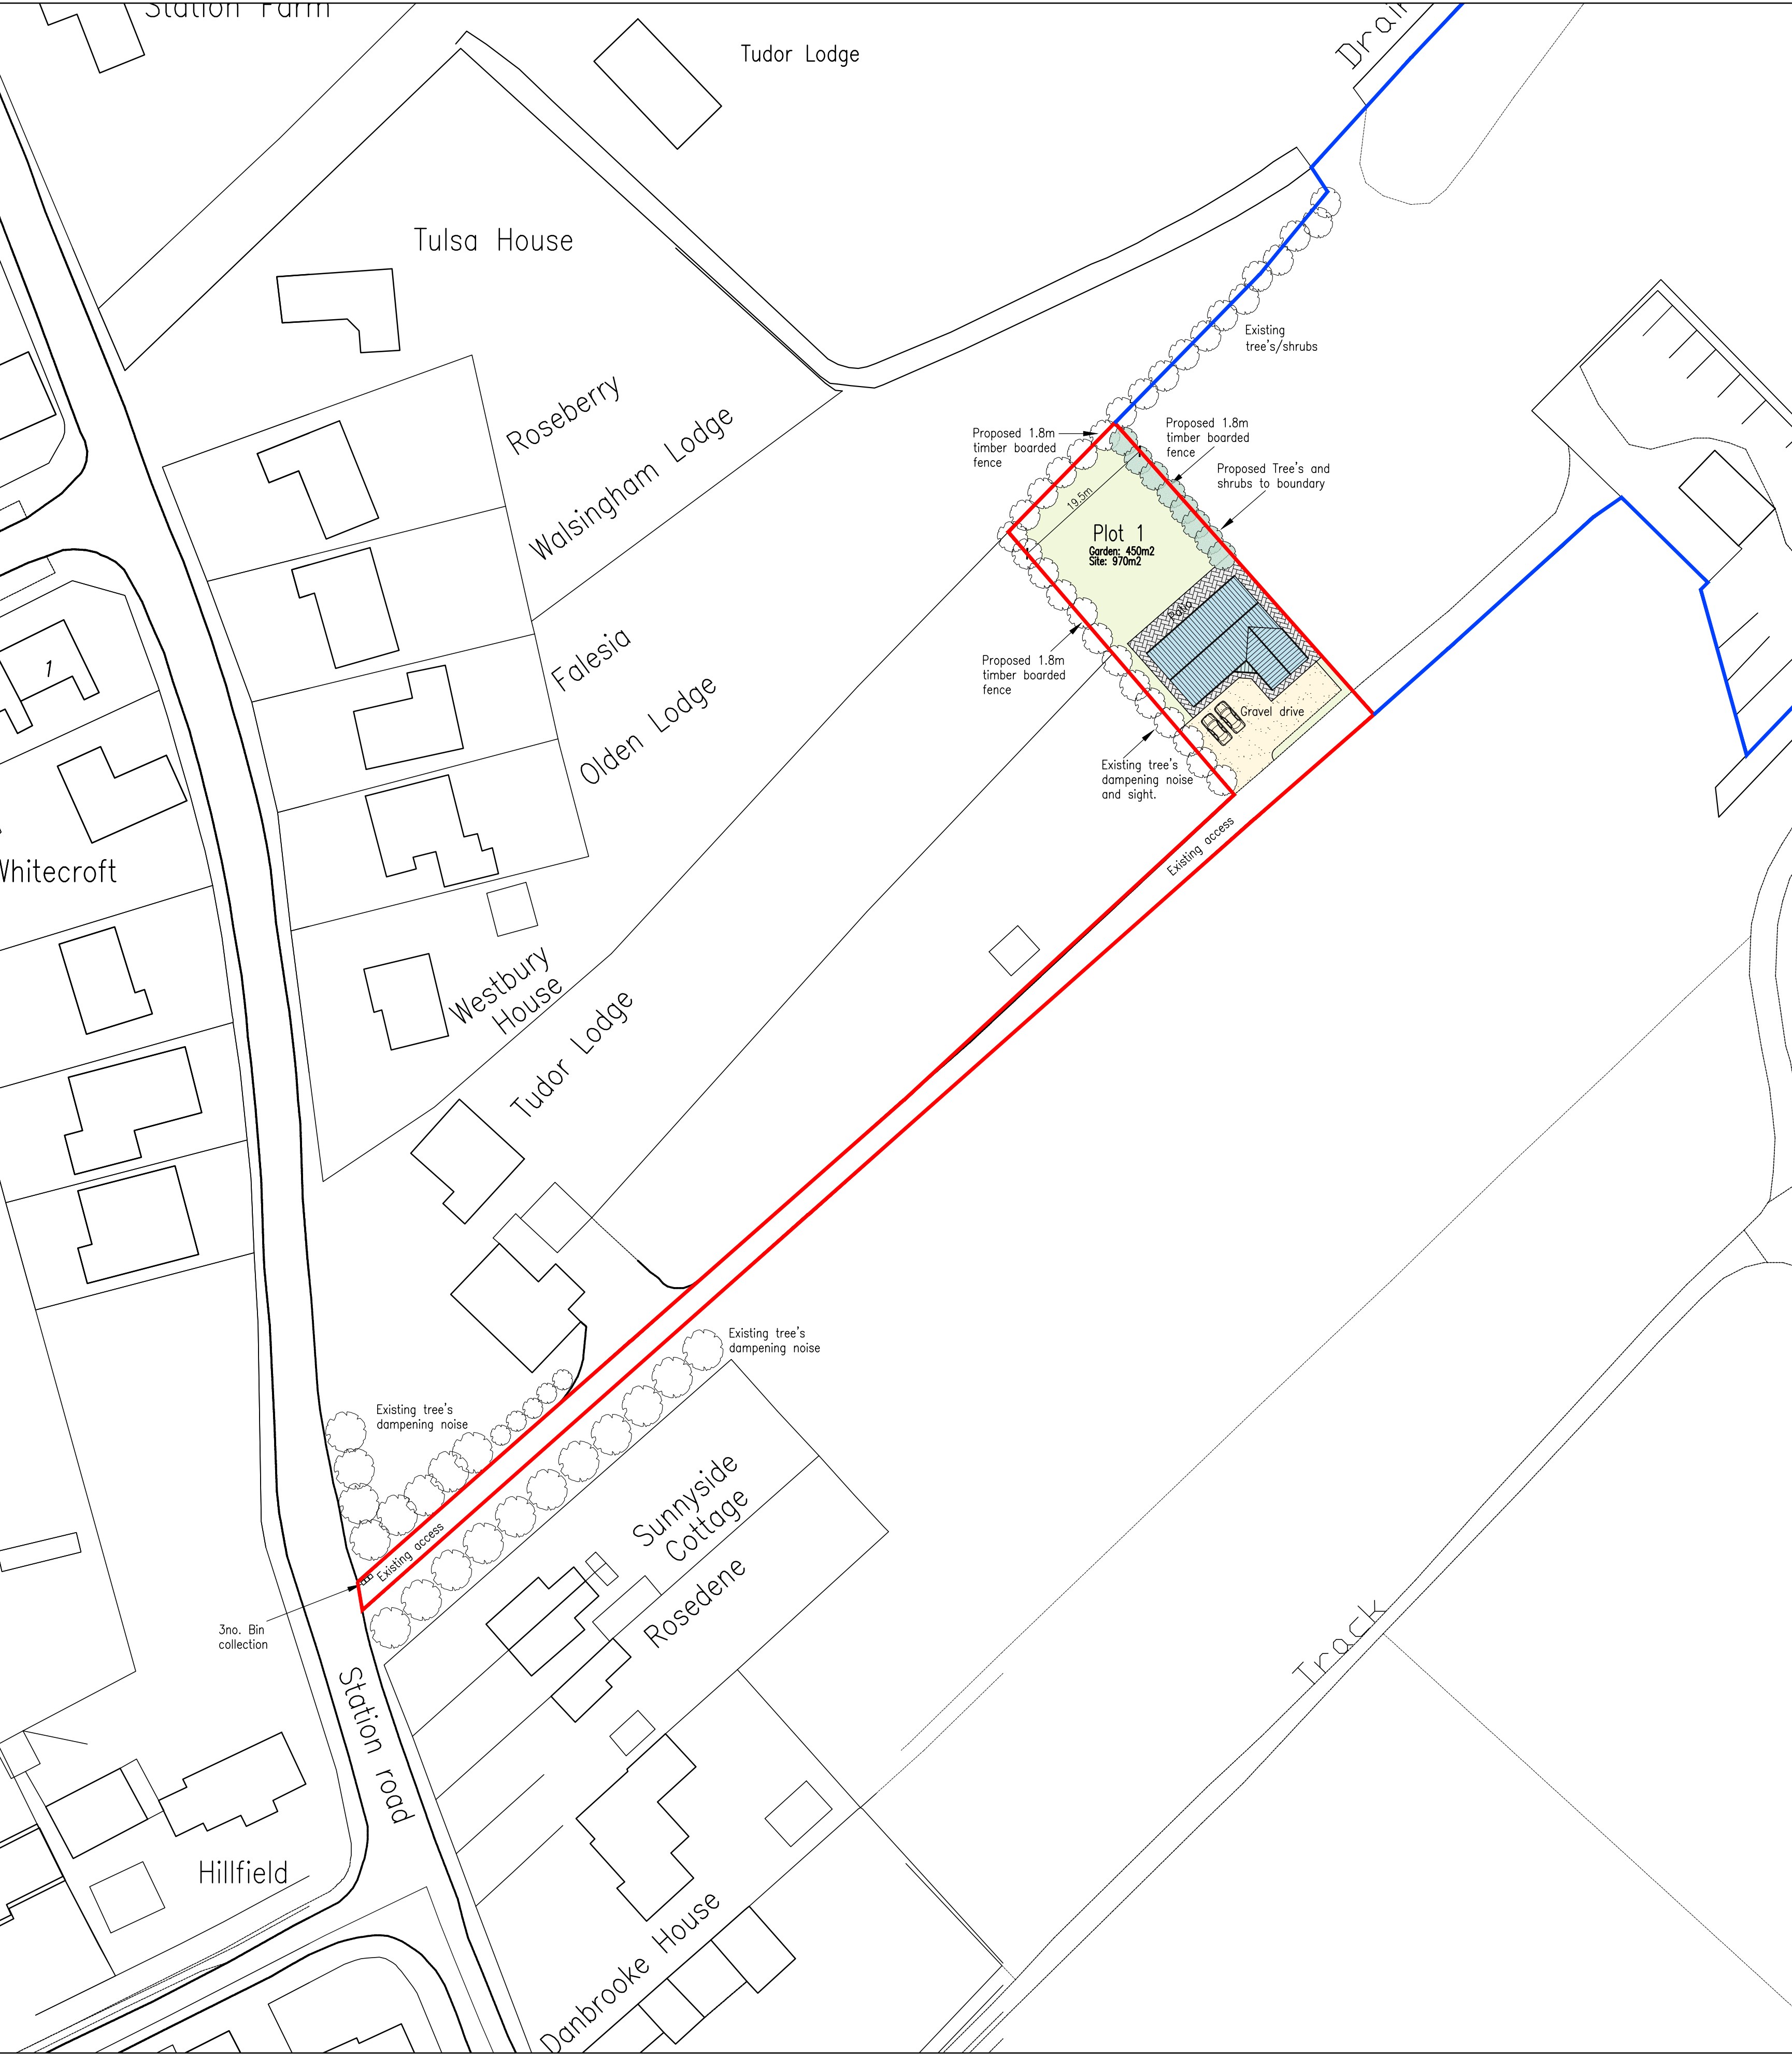 Station Farm
Tudor Lodge
Drain
Tulsa House
Existing
tree's/shrubs
Roseberry
Walsingham Lodge
Proposed 1.8m
timber boarded
fence
Proposed 1.8m
timber boarded
fence
Proposed Tree's and
shrubs to boundary
19.5m
Plot 1
Garden: 450m2
Site: 970m2
Patio
Falesia
Olden Lodge
Proposed 1.8m
timber boarded
fence
1
Gravel drive
Existing tree's
dampening noise
and sight.
Existing access
Whitecroft
Westbury
House
Tudor Lodge
Existing tree's
dampening noise
Existing tree's
dampening noise
Sunnyside
Cottage
Rosedene
Existing access
3no. Bin
collection
Station road
Track
Hillfield
Danbrooke House